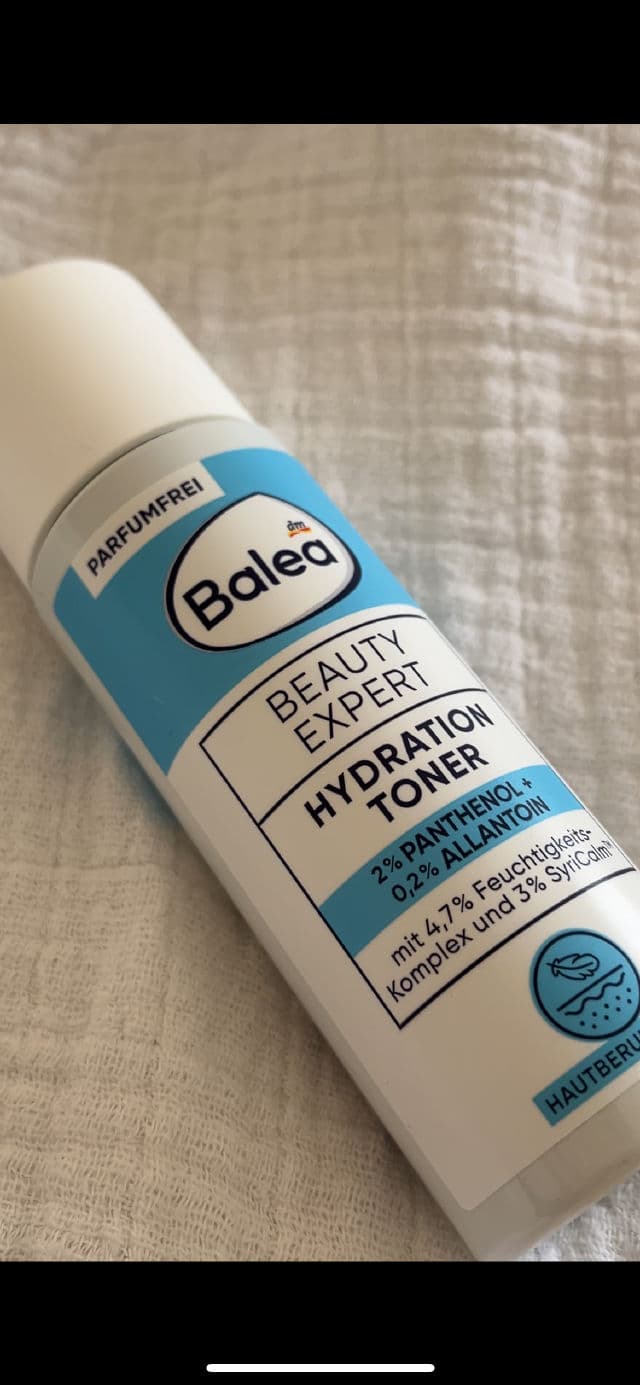 PARFUMFREI
dm
Balea
BEAUTY
EXPERT
HYDRATION
TONER
2% PANTHENOL +
0,2% ALLANTOIN
mit 4,7% Feuchtigkeits-
Komplex und 3% SyriCalm™